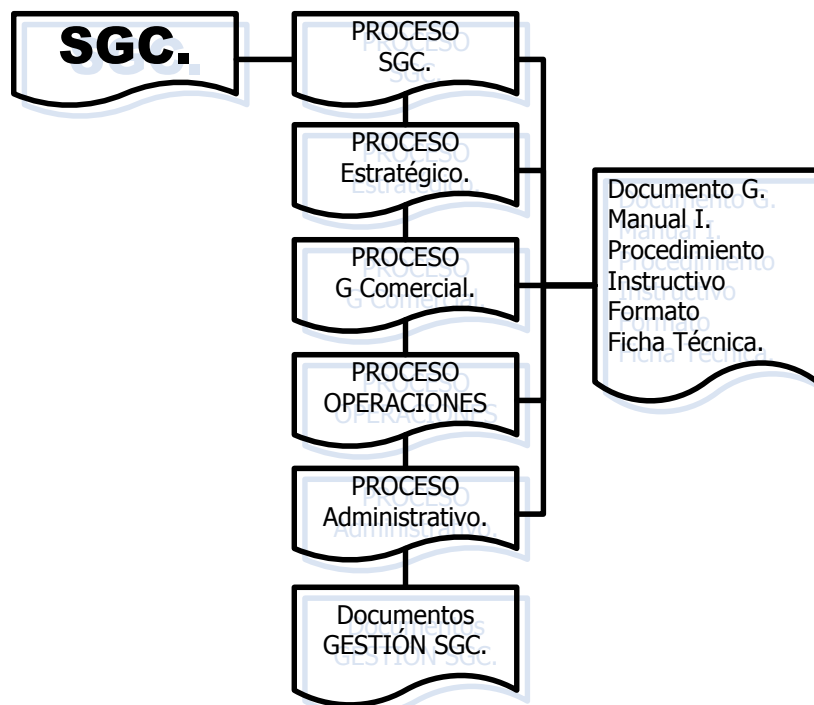 SGC.
PROCESO
SGC.
PROCESO
Estratégico.
PROCESO
G Comercial.
PROCESO
OPERACIONES
PROCESO
Administrativo.
Documentos
GESTIÓN SGC.
Documento G.
Manual I.
Procedimiento
Instructivo
Formato
Ficha Técnica.